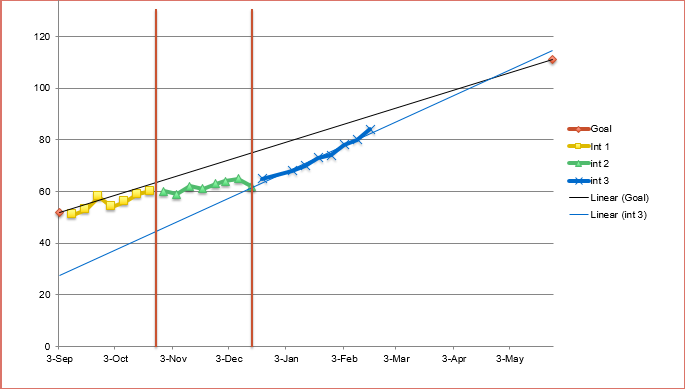 120
100
80
60
40
20
0
3-Sep 3-Oct 3-Nov 3-Dec 3-Jan 3-Feb 3-Mar 3-Apr 3-May
Goal
Int 1
int 2
int 3
Linear (Goal)
Linear (int 3)